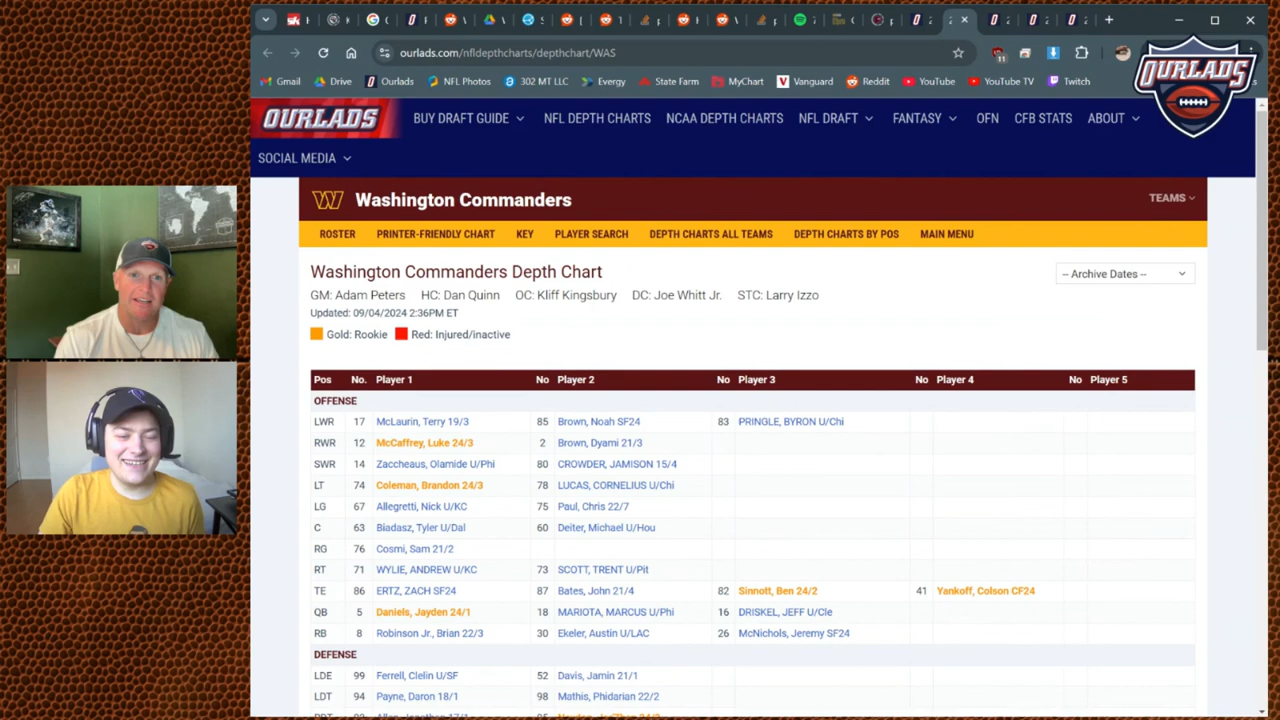 ourlads.com/nfldepthcharts/depthchart/WAS
11
Gmail Drive Ourlads NFL Photos 302 MT LLC Evergy State Farm MyChart Vanguard Reddit YouTube YouTube TV Twitch
OURLADS
OURLADS BUY DRAFT GUIDE NFL DEPTH CHARTS NCAA DEPTH CHARTS NFL DRAFT FANTASY OFN CFB STATS ABOUT
SOCIAL MEDIA
W Washington Commanders TEAMS
ROSTER PRINTER-FRIENDLY CHART KEY PLAYER SEARCH DEPTH CHARTS ALL TEAMS DEPTH CHARTS BY POS MAIN MENU
Washington Commanders Depth Chart -- Archive Dates --
GM: Adam Peters HC: Dan Quinn OC: Kliff Kingsbury DC: Joe Whitt Jr. STC: Larry Izzo
Updated: 09/04/2024 2:36PM ET
Gold: Rookie Red: Injured/inactive
Pos No. Player 1 No Player 2 No Player 3 No Player 4 No Player 5
OFFENSE
LWR 17 McLaurin, Terry 19/3 85 Brown, Noah SF24 83 PRINGLE, BYRON U/Chi
RWR 12 McCaffrey, Luke 24/3 2 Brown, Dyami 21/3
SWR 14 Zaccheaus, Olamide U/Phi 80 CROWDER, JAMISON 15/4
LT 74 Coleman, Brandon 24/3 78 LUCAS, CORNELIUS U/Chi
LG 67 Allegretti, Nick U/KC 75 Paul, Chris 22/7
C 63 Biadasz, Tyler U/Dal 60 Deiter, Michael U/Hou
RG 76 Cosmi, Sam 21/2
RT 71 WYLIE, ANDREW U/KC 73 SCOTT, TRENT U/Pit
TE 86 ERTZ, ZACH SF24 87 Bates, John 21/4 82 Sinnott, Ben 24/2 41 Yankoff, Colson CF24
QB 5 Daniels, Jayden 24/1 18 MARIOTA, MARCUS U/Phi 16 DRISKEL, JEFF U/Cle
RB 8 Robinson Jr., Brian 22/3 30 Ekeler, Austin U/LAC 26 McNichols, Jeremy SF24
DEFENSE
LDE 99 Ferrell, Clelin U/SF 52 Davis, Jamin 21/1
LDT 94 Payne, Daron 18/1 98 Mathis, Phidarian 22/2